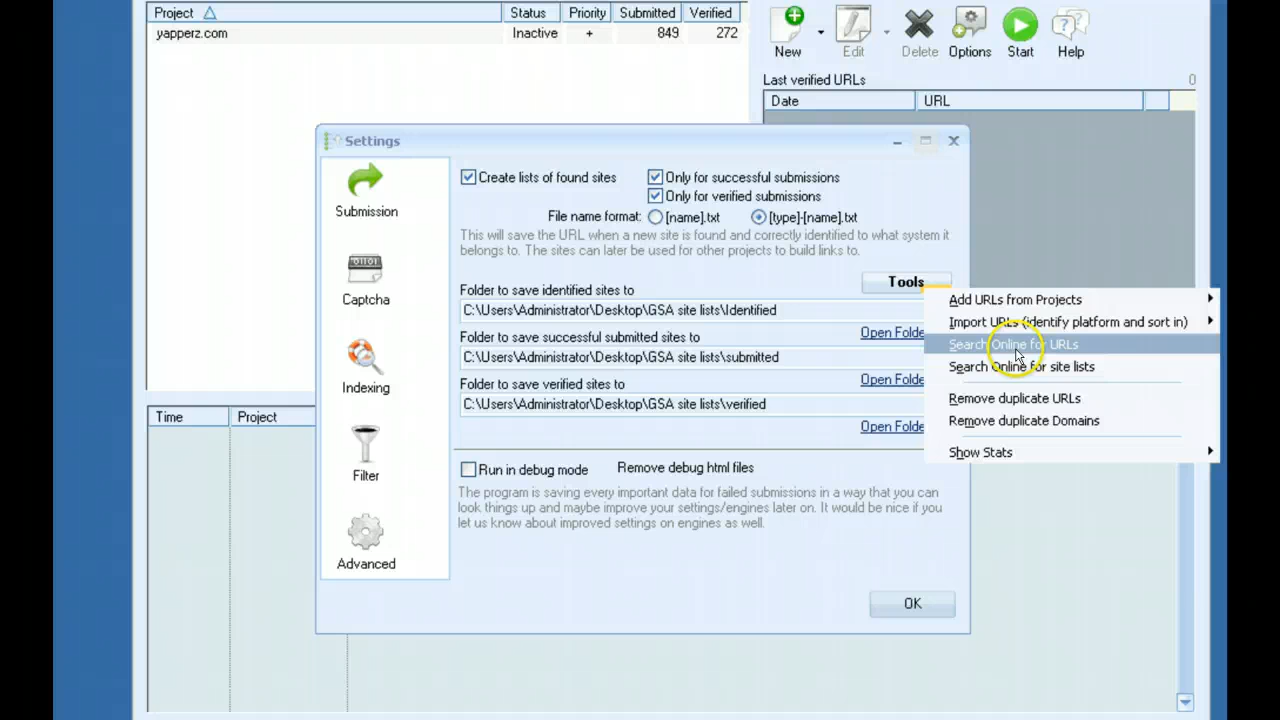 Project Status Priority Submitted Verified
yapperz.com Inactive + 849 272
New Edit Delete Options Start Help
Last verified URLs 0
Date URL
Settings
Submission
Captcha
Indexing
Filter
Advanced
Create lists of found sites Only for successful submissions
Only for verified submissions
File name format: [name].txt [type]-[name].txt
This will save the URL when a new site is found and correctly identified to what system it
belongs to. The sites can later be used for other projects to build links to.
Tools
Folder to save identified sites to
C:\Users\Administrator\Desktop\GSA site lists\Identified
Open Folde
Folder to save successful submitted sites to
C:\Users\Administrator\Desktop\GSA site lists\submitted
Open Folde
Folder to save verified sites to
C:\Users\Administrator\Desktop\GSA site lists\verified
Open Folde
Run in debug mode Remove debug html files
The program is saving every important data for failed submissions in a way that you can
look things up and maybe improve your settings/engines later on. It would be nice if you
let us know about improved settings on engines as well.
OK
Add URLs from Projects
Import URLs (identify platform and sort in)
Search Online for URLs
Search Online for site lists
Remove duplicate URLs
Remove duplicate Domains
Show Stats
Time Project